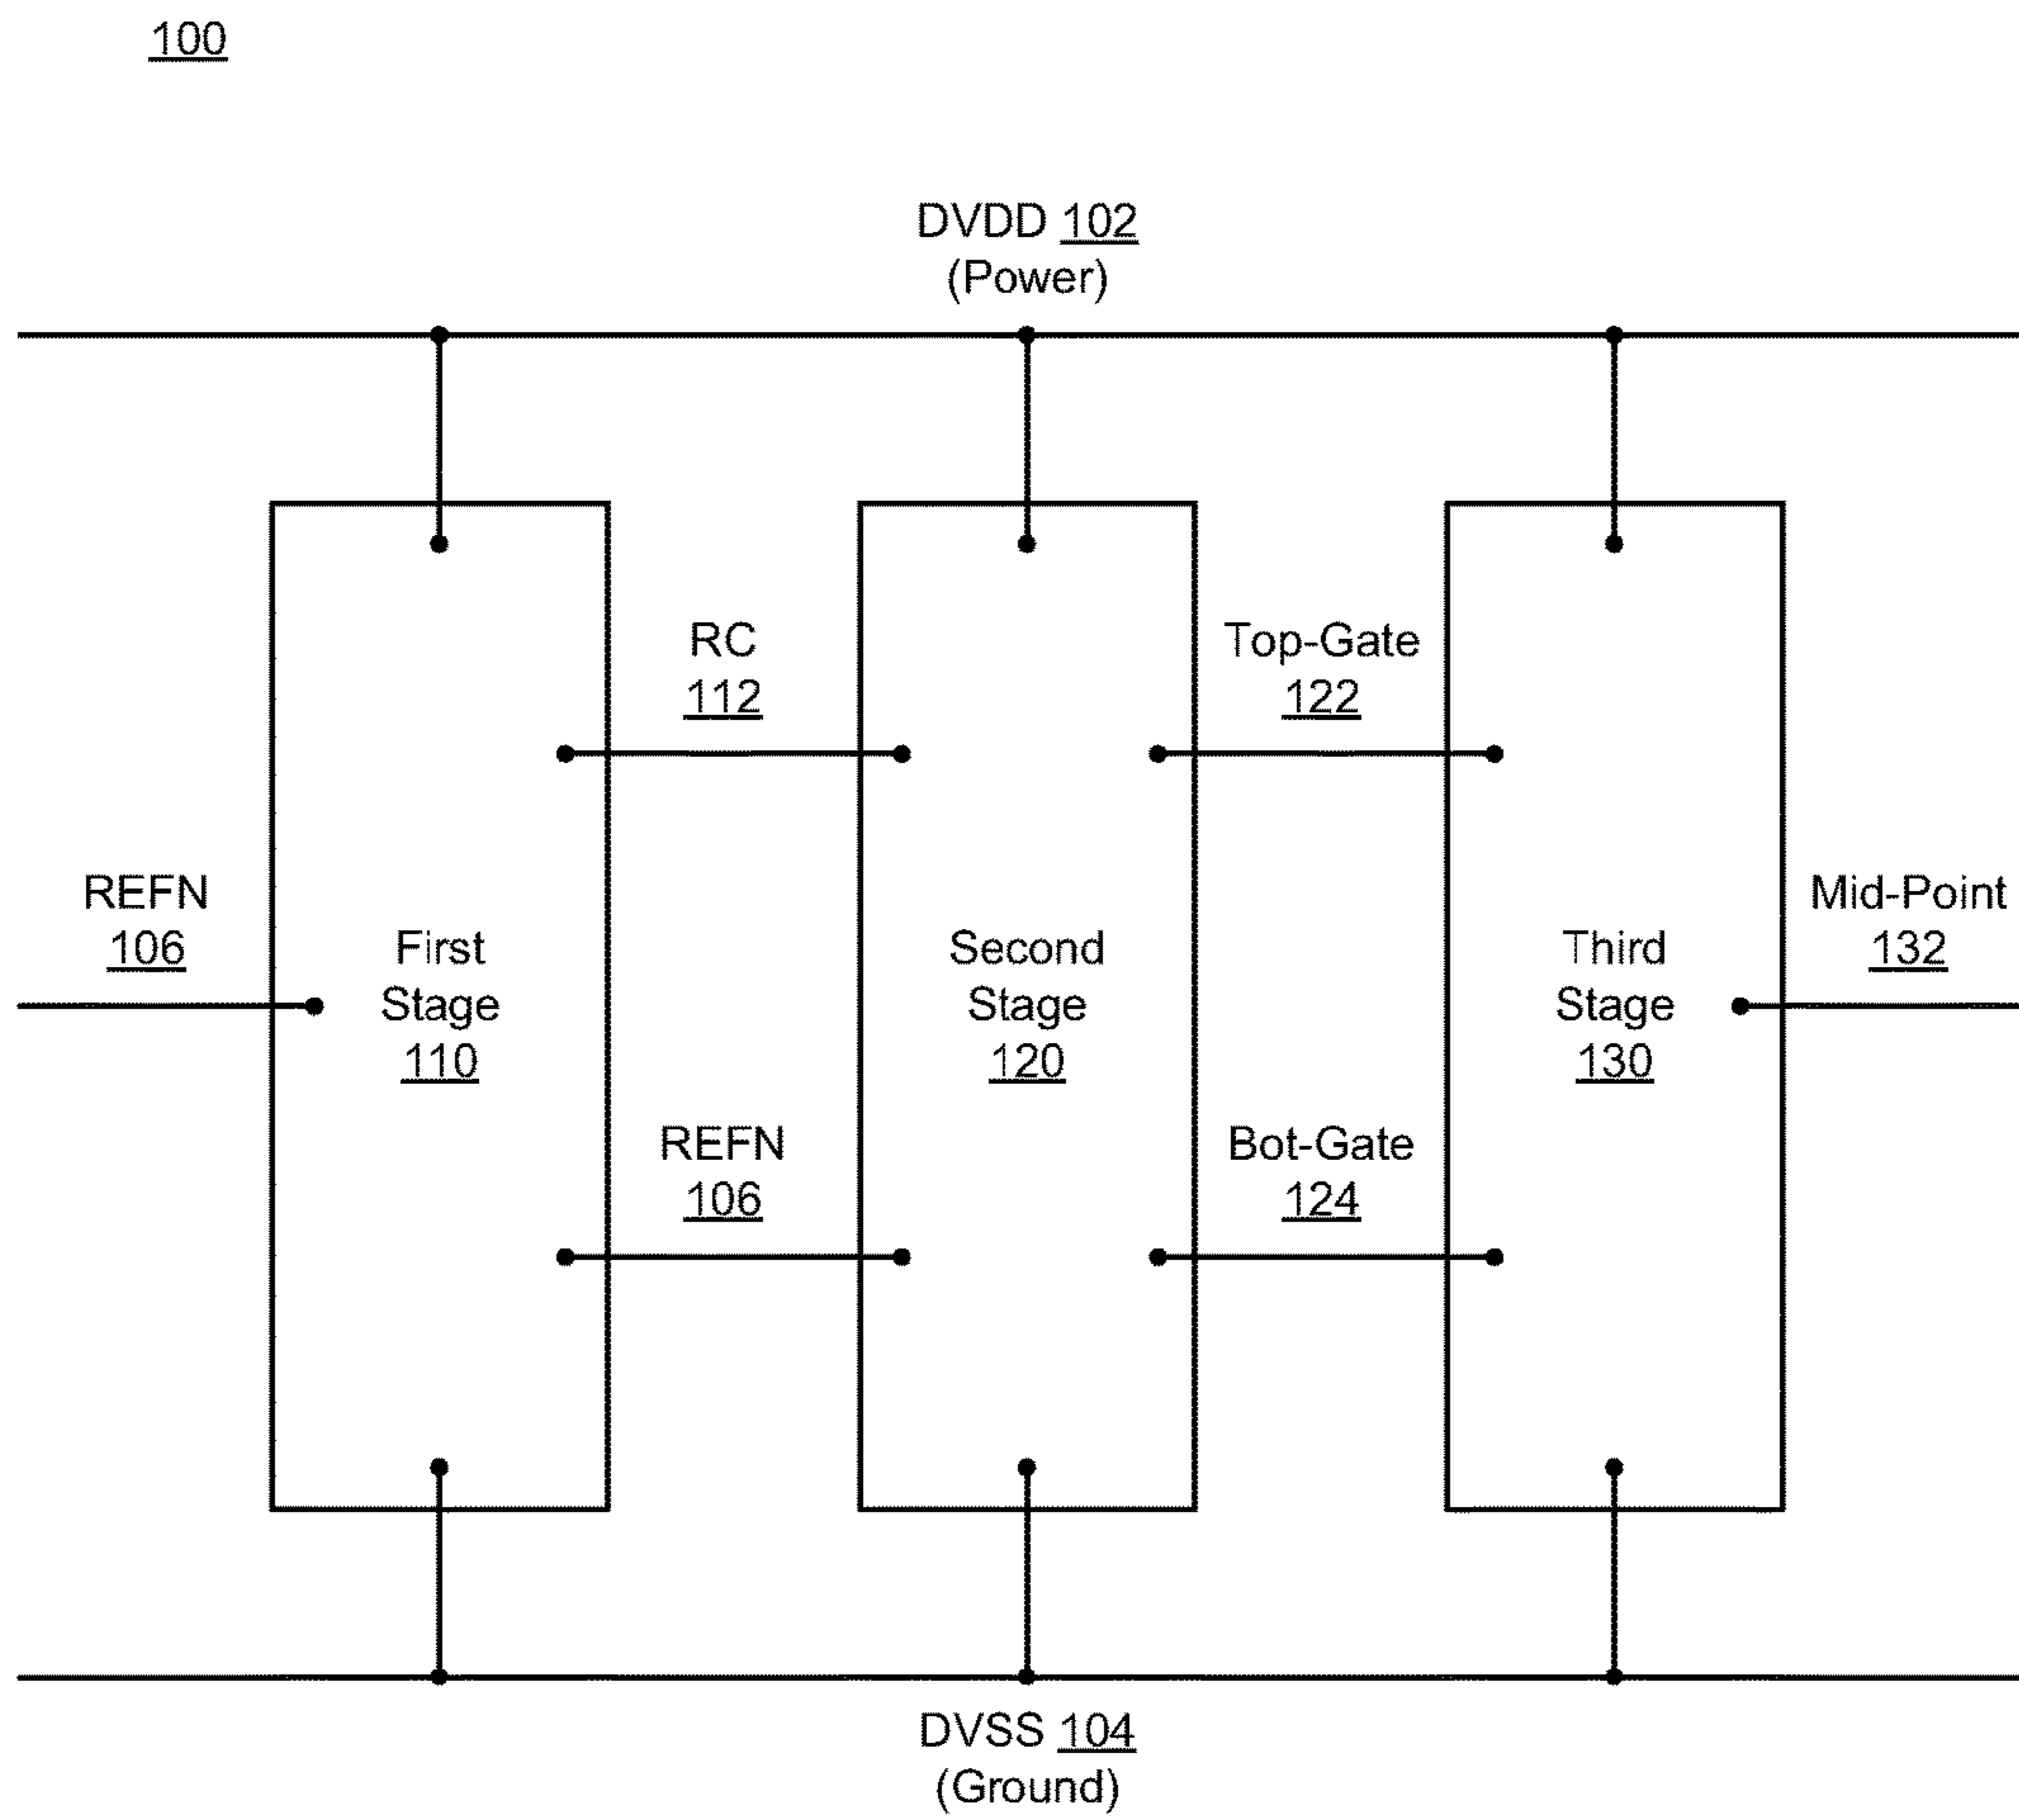 100
DVDD 102
(Power)
RC
112
Top-Gate
122
REFN
106
First
Stage
110
Second
Stage
120
Third
Stage
130
Mid-Point
132
REFN
106
Bot-Gate
124
DVSS 104
(Ground)